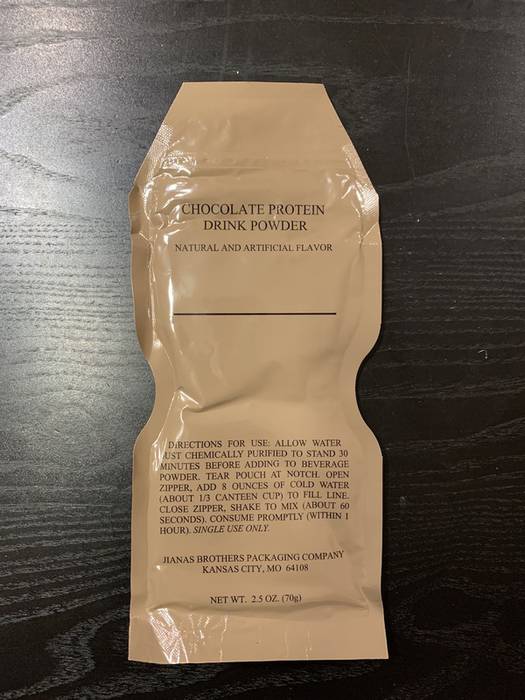 CHOCOLATE PROTEIN
DRINK POWDER
NATURAL AND ARTIFICIAL FLAVOR
DIRECTIONS FOR USE: ALLOW WATER
JUST CHEMICALLY PURIFIED TO STAND 30
MINUTES BEFORE ADDING TO BEVERAGE
POWDER. TEAR POUCH AT NOTCH. OPEN
ZIPPER, ADD 8 OUNCES OF COLD WATER
(ABOUT 1/3 CANTEEN CUP) TO FILL LINE.
CLOSE ZIPPER, SHAKE TO MIX (ABOUT 60
SECONDS). CONSUME PROMPTLY (WITHIN 1
HOUR). SINGLE USE ONLY.
JIANAS BROTHERS PACKAGING COMPANY
KANSAS CITY, MO 64108
NET WT. 2.5 OZ. (70g)